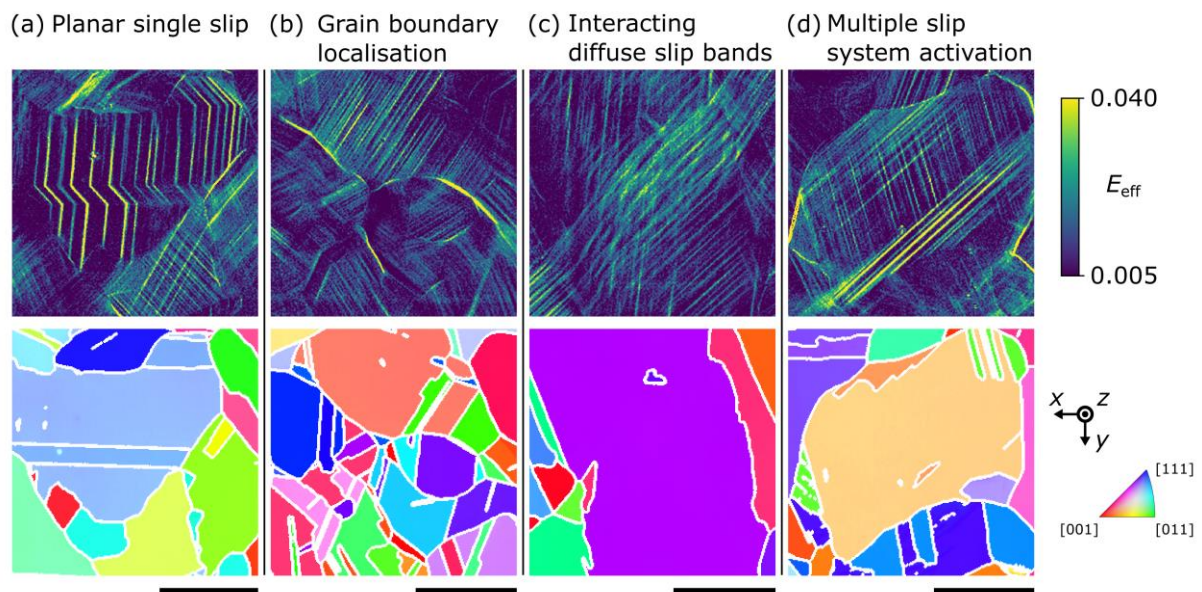 (a) Planar single slip
(b) Grain boundary
localisation
(c) Interacting
diffuse slip bands
(d) Multiple slip
system activation
0.040
E_eff
0.005
x z
y
[111]
[001] [011]